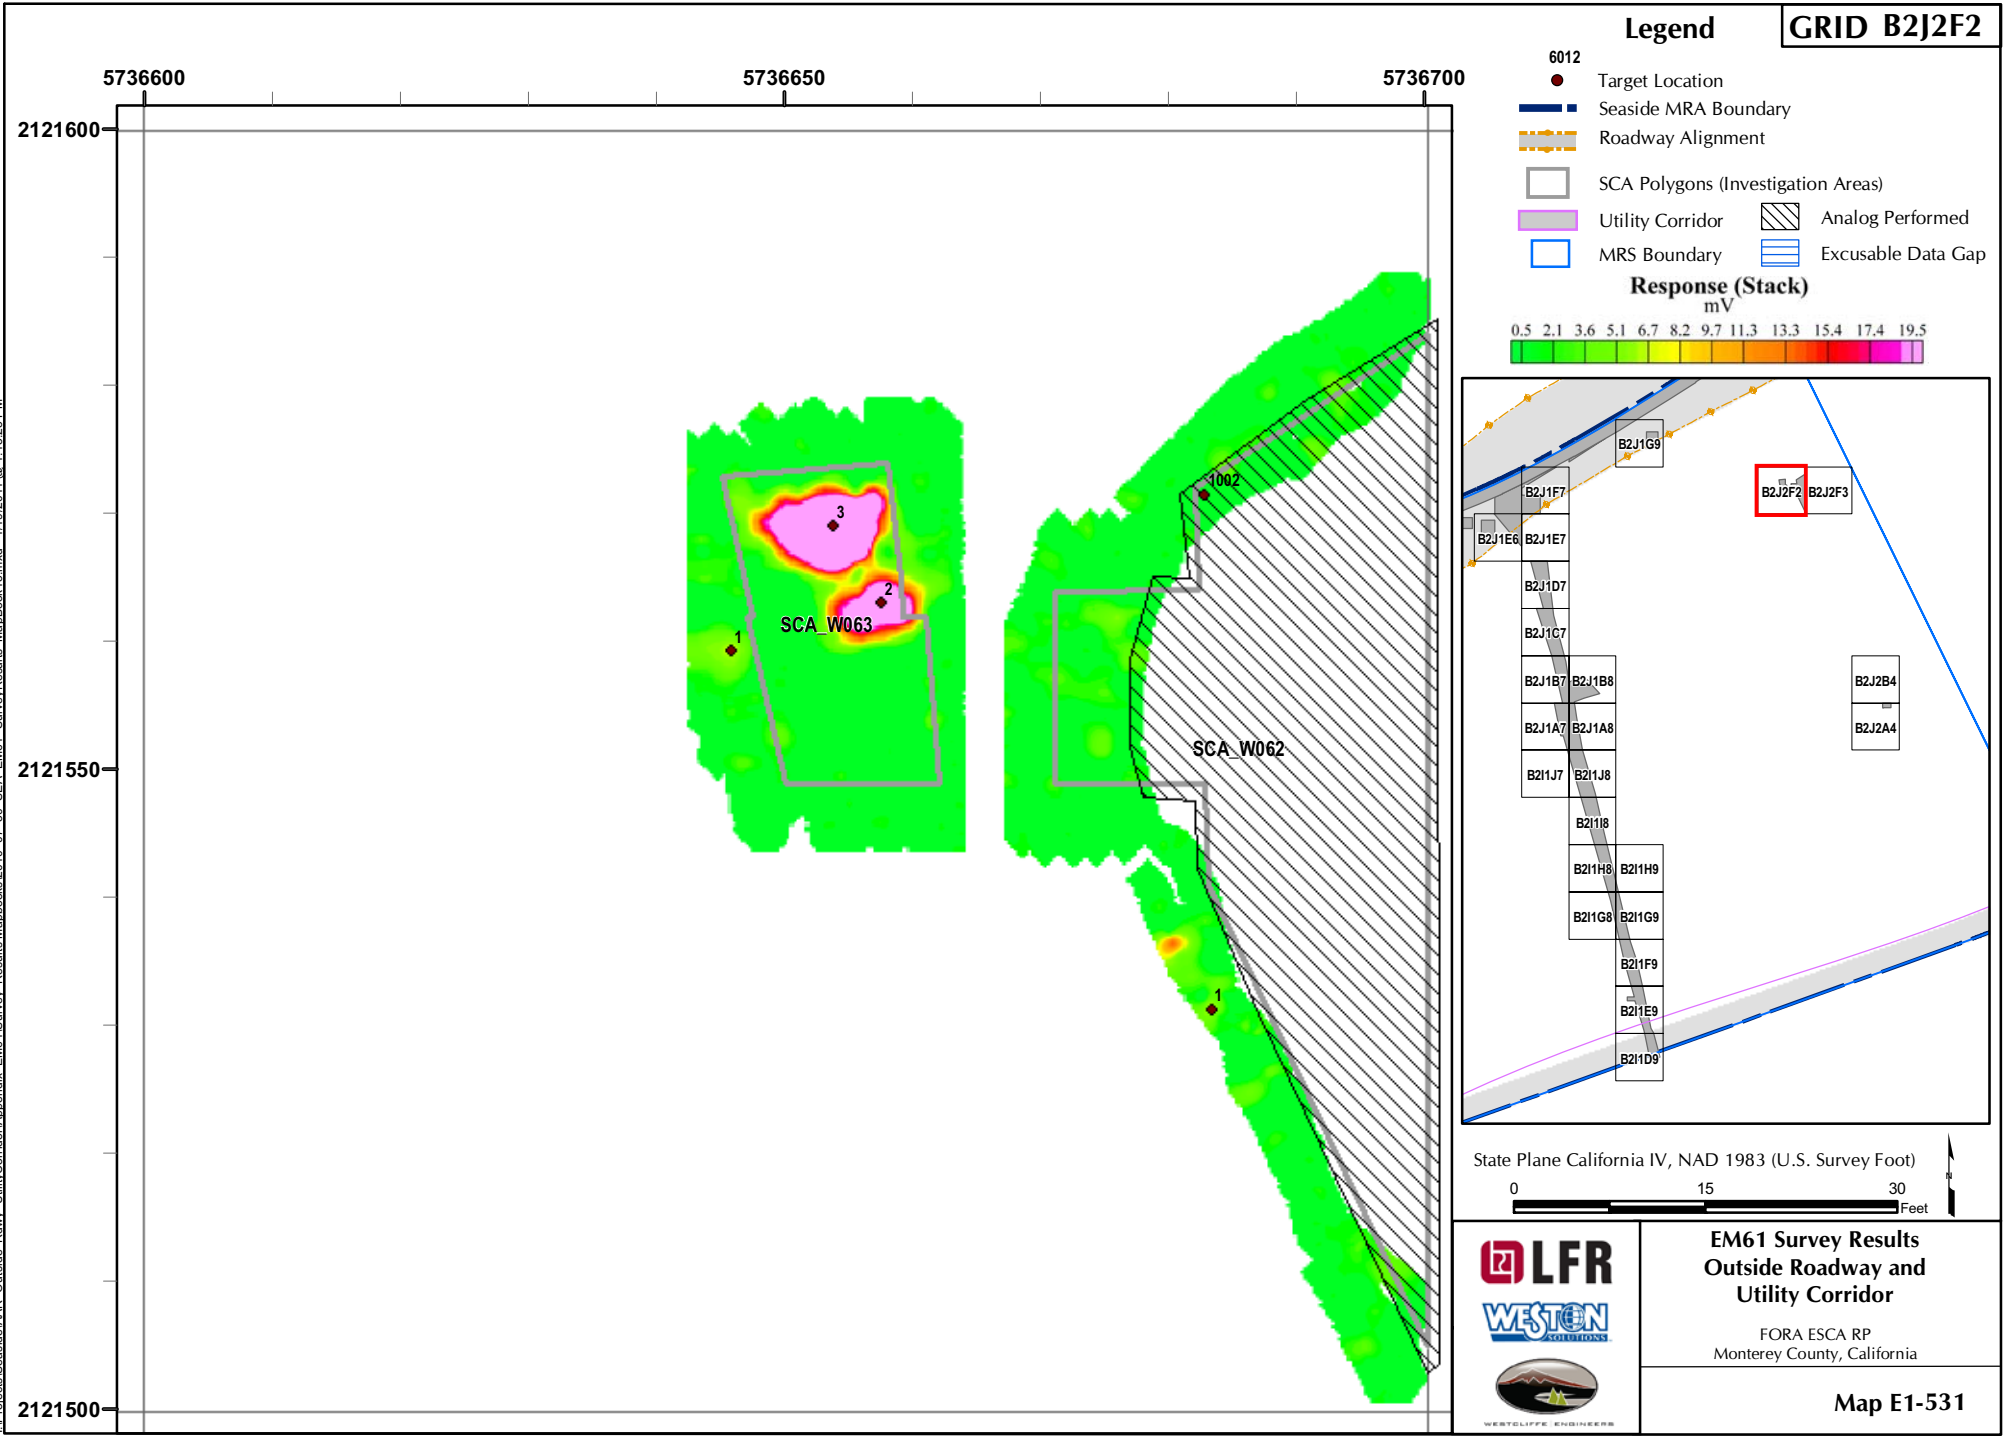 GRID B2J2F2
Legend
6012
Target Location
Seaside MRA Boundary
Roadway Alignment
SCA Polygons (Investigation Areas)
Utility Corridor
Analog Performed
MRS Boundary
Excusable Data Gap
Response (Stack)
mV
0.5 2.1 3.6 5.1 6.7 8.2 9.7 11.3 13.3 15.4 17.4 19.5
5736600
5736650
5736700
2121600
2121550
2121500
1002
3
2
SCA_W063
1
SCA_W062
1
B2J1G9
B2J1F7
B2J2F2
B2J2F3
B2J1E6
B2J1E7
B2J1D7
B2J1C7
B2J1B7
B2J1B8
B2J2B4
B2J1A7
B2J1A8
B2J2A4
B2I1J7
B2I1J8
B2I1I8
B2I1H8
B2I1H9
B2I1G8
B2I1G9
B2I1F9
B2I1E9
B2I1D9
State Plane California IV, NAD 1983 (U.S. Survey Foot)
0 15 30
Feet
N
LFR
WESTON
SOLUTIONS
WESTCLIFFE ENGINEERS
EM61 Survey Results
Outside Roadway and
Utility Corridor
FORA ESCA RP
Monterey County, California
Map E1-531